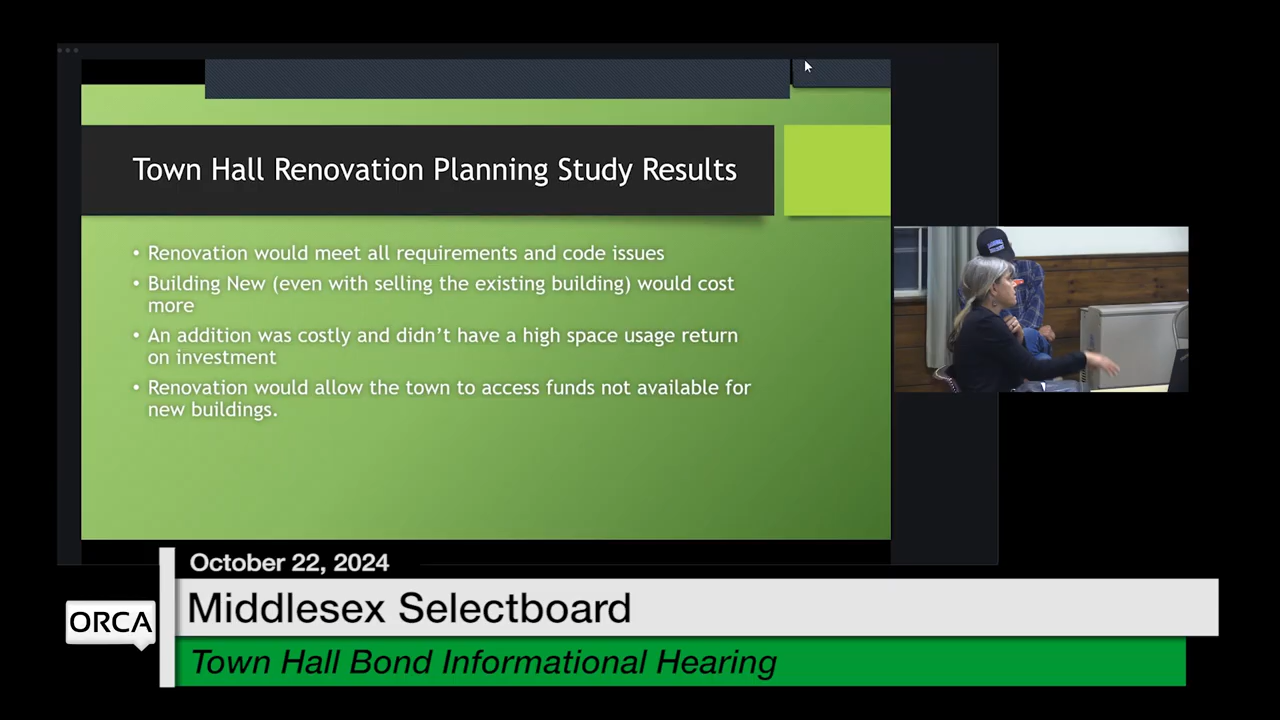 Town Hall Renovation Planning Study Results
• Renovation would meet all requirements and code issues
• Building New (even with selling the existing building) would cost
more
• An addition was costly and didn't have a high space usage return
on investment
• Renovation would allow the town to access funds not available for
new buildings.
October 22, 2024
ORCA
Middlesex Selectboard
Town Hall Bond Informational Hearing